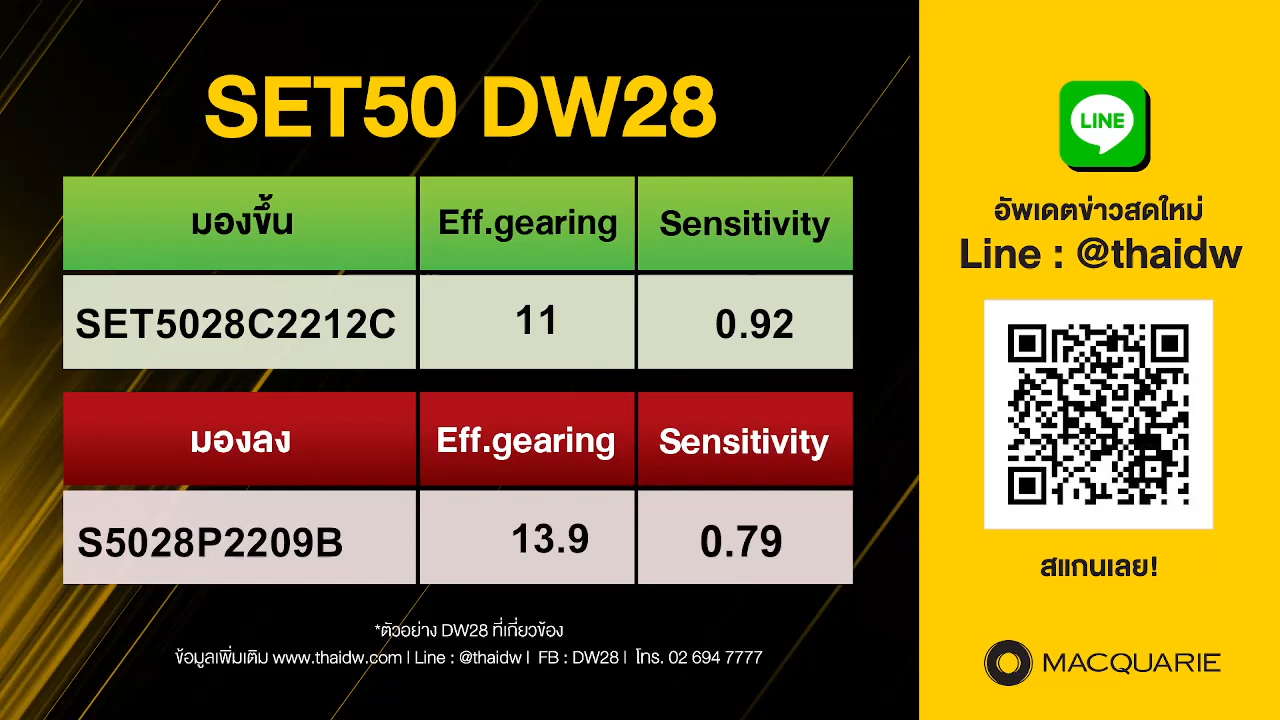 SET50 DW28
มองขึ้น Eff.gearing Sensitivity
SET5028C2212C 11 0.92
มองลง Eff.gearing Sensitivity
S5028P2209B 13.9 0.79
*ตัวอย่าง DW28 ที่เกี่ยวข้อง
ข้อมูลเพิ่มเติม www.thaidw.com | Line : @thaidw | FB : DW28 | โทร. 02 694 7777
LINE
อัพเดตข่าวสดใหม่
Line : @thaidw
สแกนเลย!
MACQUARIE